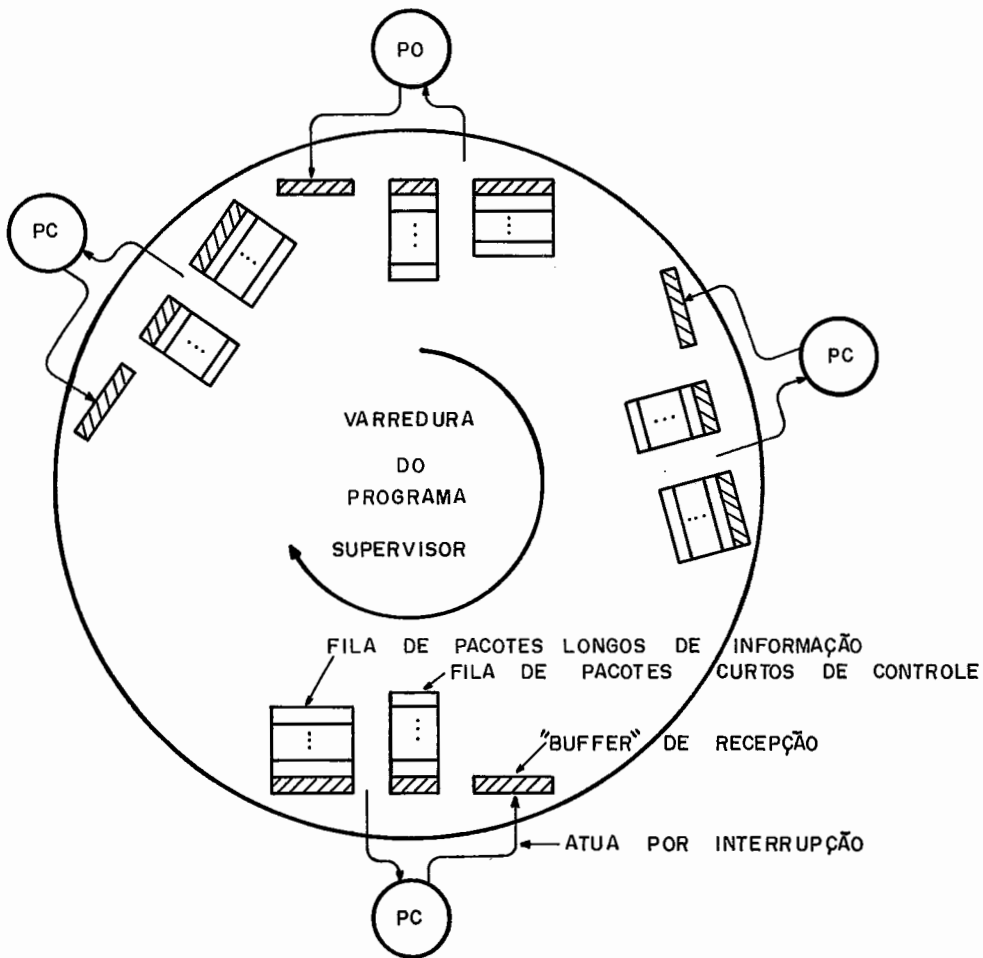 PO
PC
PC
VARREDURA
DO
PROGRAMA
SUPERVISOR
FILA DE PACOTES LONGOS DE INFORMAÇÃO
FILA DE PACOTES CURTOS DE CONTROLE
"BUFFER" DE RECEPÇÃO
ATUA POR INTERRUPÇÃO
PC